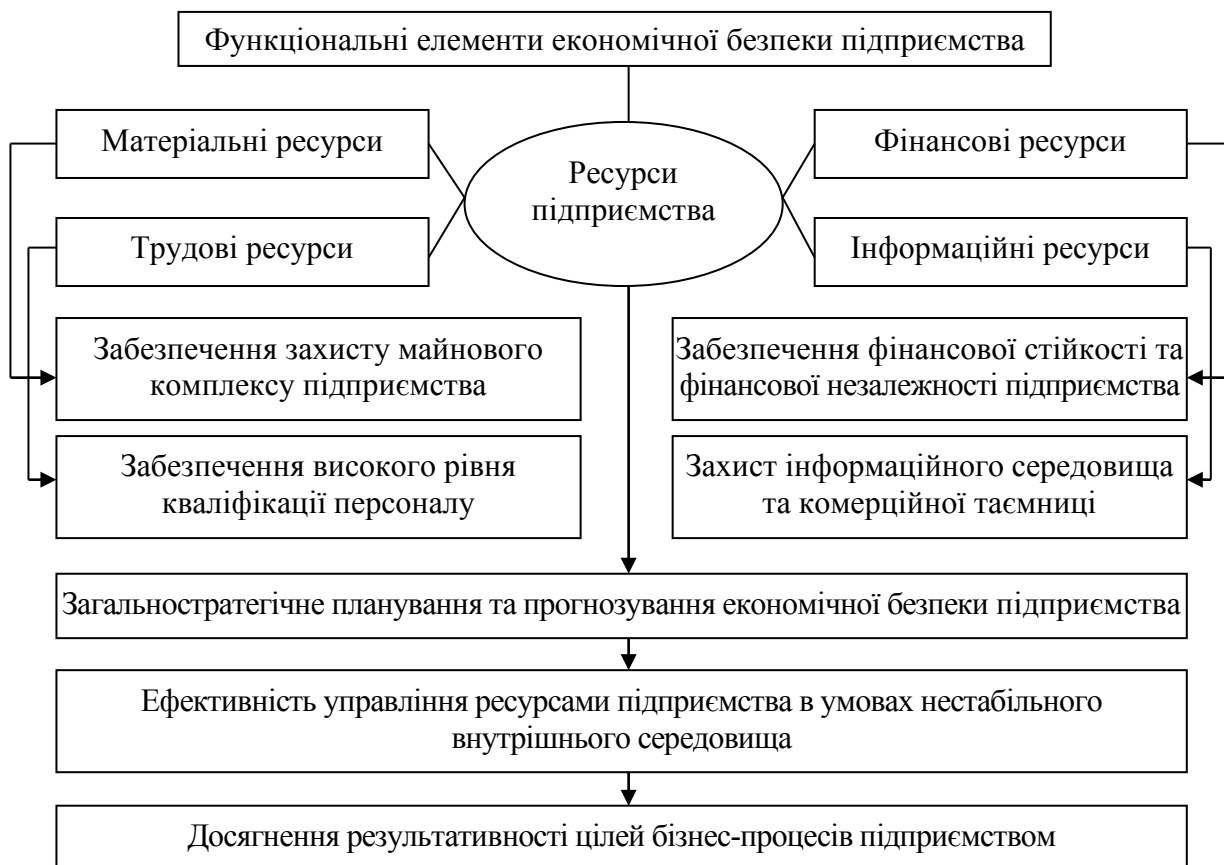 Функціональні елементи економічної безпеки підприємства
Матеріальні ресурси
Фінансові ресурси
Ресурси
підприємства
Трудові ресурси
Інформаційні ресурси
Забезпечення захисту майнового
комплексу підприємства
Забезпечення фінансової стійкості та
фінансової незалежності підприємства
Забезпечення високого рівня
кваліфікації персоналу
Захист інформаційного середовища
та комерційної таємниці
Загальностратегічне планування та прогнозування економічної безпеки підприємства
Ефективність управління ресурсами підприємства в умовах нестабільного
внутрішнього середовища
Досягнення результативності цілей бізнес-процесів підприємством